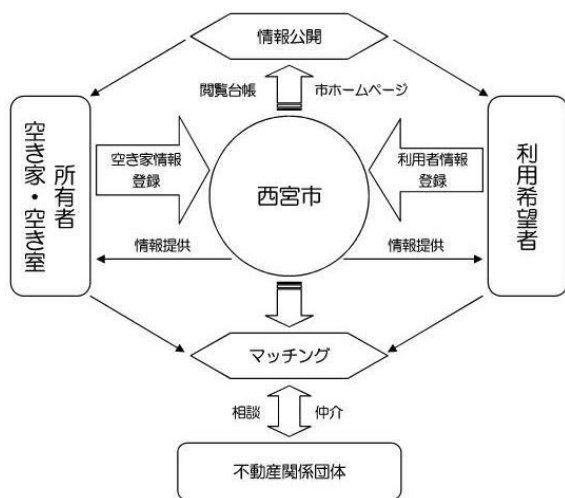 情報公開
閲覧台帳
市ホームページ
所有者
空き家・空き室
空き家情報
登録
西宮市
利用者情報
登録
利用希望者
情報提供
情報提供
マッチング
相談
仲介
不動産関係団体